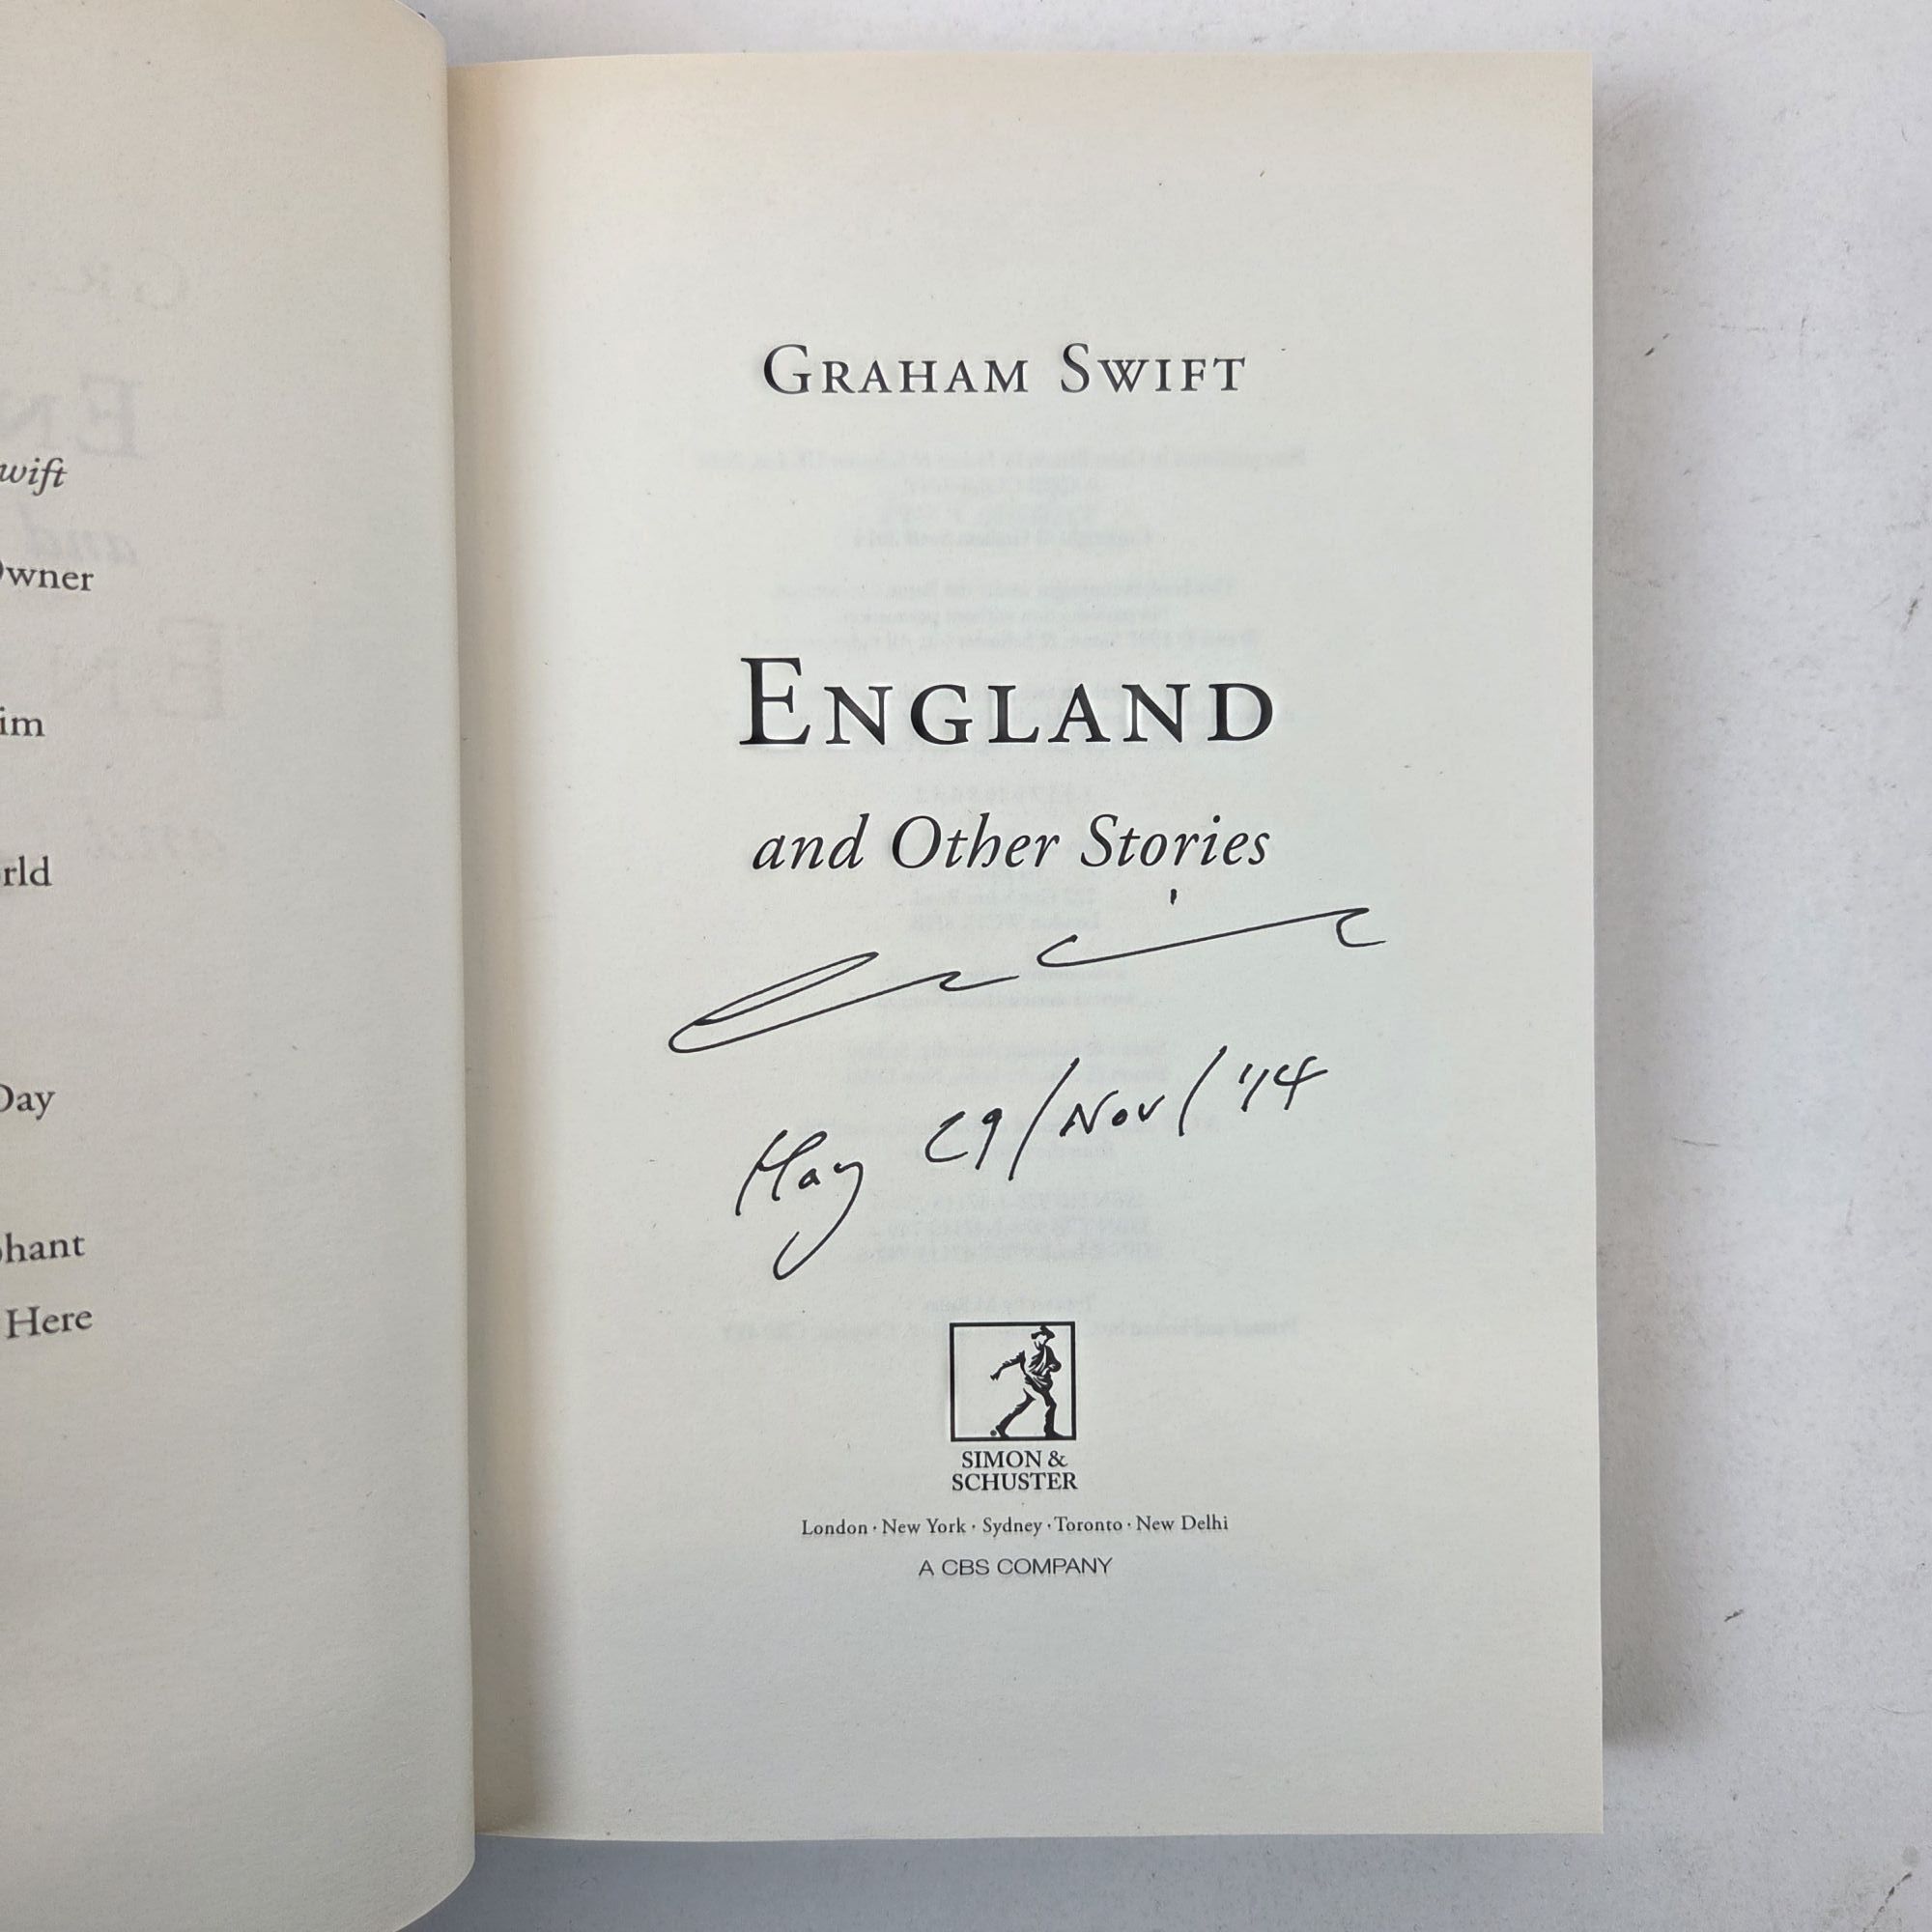 wift
Owner
im
rld
Day
phant
Here
GRAHAM SWIFT
ENGLAND
and Other Stories
Hay 29/Nov/'14
SIMON &
SCHUSTER
London · New York · Sydney · Toronto · New Delhi
A CBS COMPANY